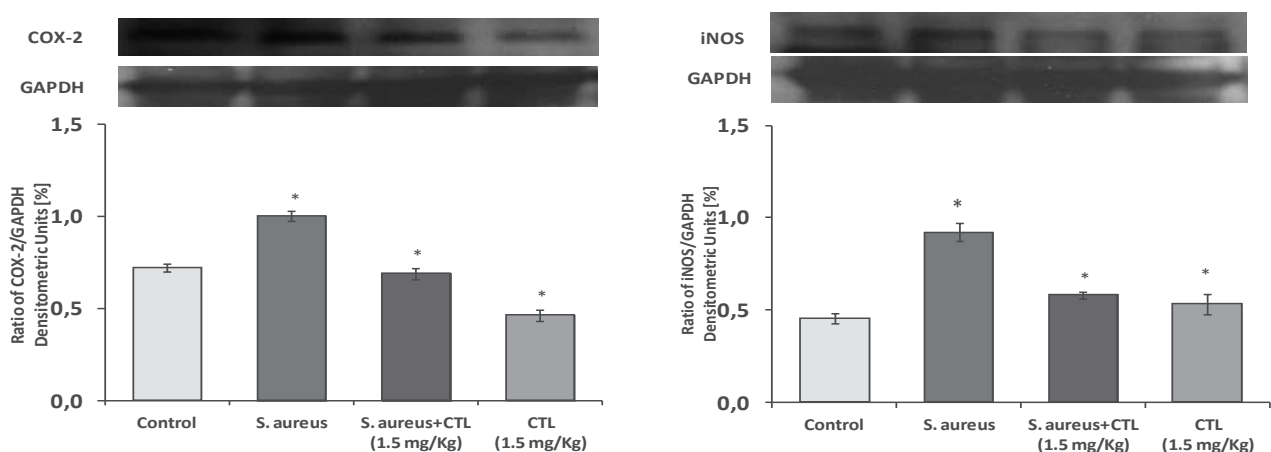 COX-2
GAPDH
1,5
1,0
0,5
0,0
Ratio of COX-2/GAPDH
Densitometric Units [%]
*
*
*
Control
S. aureus
S. aureus+CTL
(1.5 mg/Kg)
CTL
(1.5 mg/Kg)
iNOS
GAPDH
1,5
1,0
0,5
0,0
Ratio of iNOS/GAPDH
Densitometric Units [%]
*
*
*
Control
S. aureus
S. aureus+CTL
(1.5 mg/Kg)
CTL
(1.5 mg/Kg)